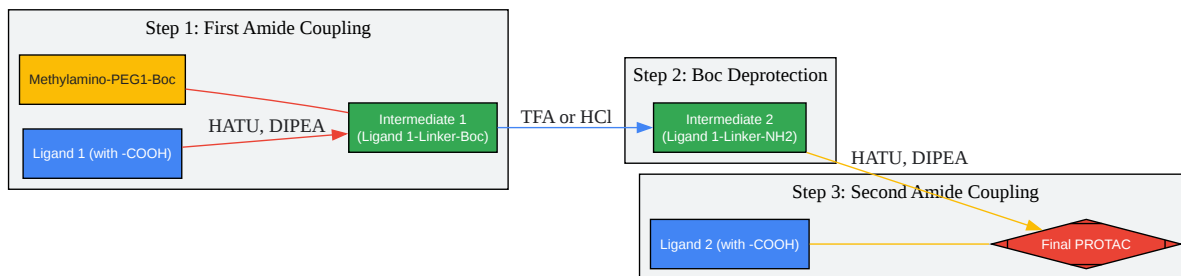 Step 1: First Amide Coupling
Methylamino-PEG1-Boc
Ligand 1 (with -COOH)
HATU, DIPEA
Intermediate 1
(Ligand 1-Linker-Boc)
TFA or HCl
Step 2: Boc Deprotection
Intermediate 2
(Ligand 1-Linker-NH2)
HATU, DIPEA
Step 3: Second Amide Coupling
Ligand 2 (with -COOH)
Final PROTAC